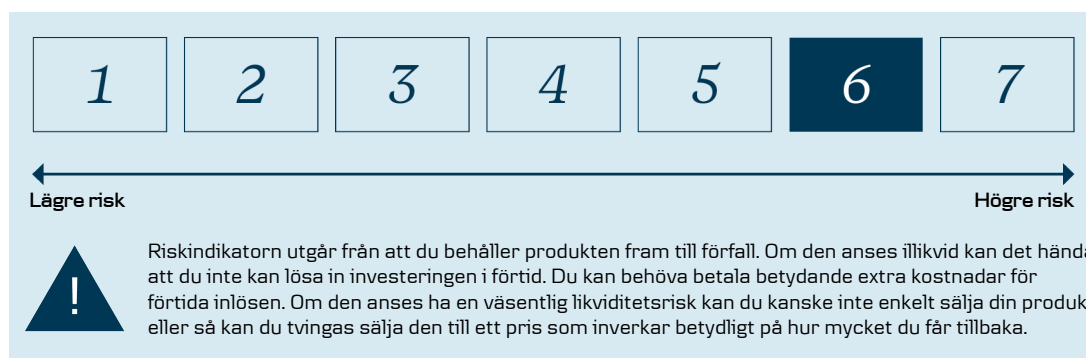 1 2 3 4 5 6 7
Lägre risk Högre risk
Riskindikatorn utgår från att du behåller produkten fram till förfall. Om den anses illikvid kan det hända
! att du inte kan lösa in investeringen i förtid. Du kan behöva betala betydande extra kostnadar för
förtida inlösen. Om den anses ha en väsentlig likviditetsrisk kan du kanske inte enkelt sälja din produk
eller så kan du tvingas sälja den till ett pris som inverkar betydligt på hur mycket du får tillbaka.